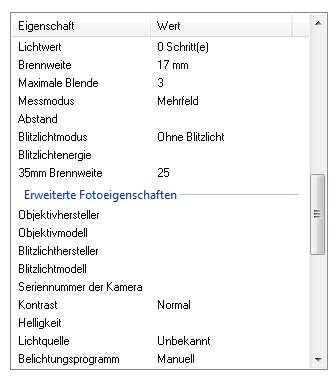 Eigenschaft Wert
Lichtwert 0 Schritt(e)
Brennweite 17 mm
Maximale Blende 3
Messmodus Mehrfeld
Abstand
Blitzlichtmodus Ohne Blitzlicht
Blitzlichtenergie
35mm Brennweite 25
Erweiterte Fotoeigenschaften
Objektivhersteller
Objektivmodell
Blitzlichthersteller
Blitzlichtmodell
Seriennummer der Kamera
Kontrast Normal
Helligkeit
Lichtquelle Unbekannt
Belichtungsprogramm Manuell